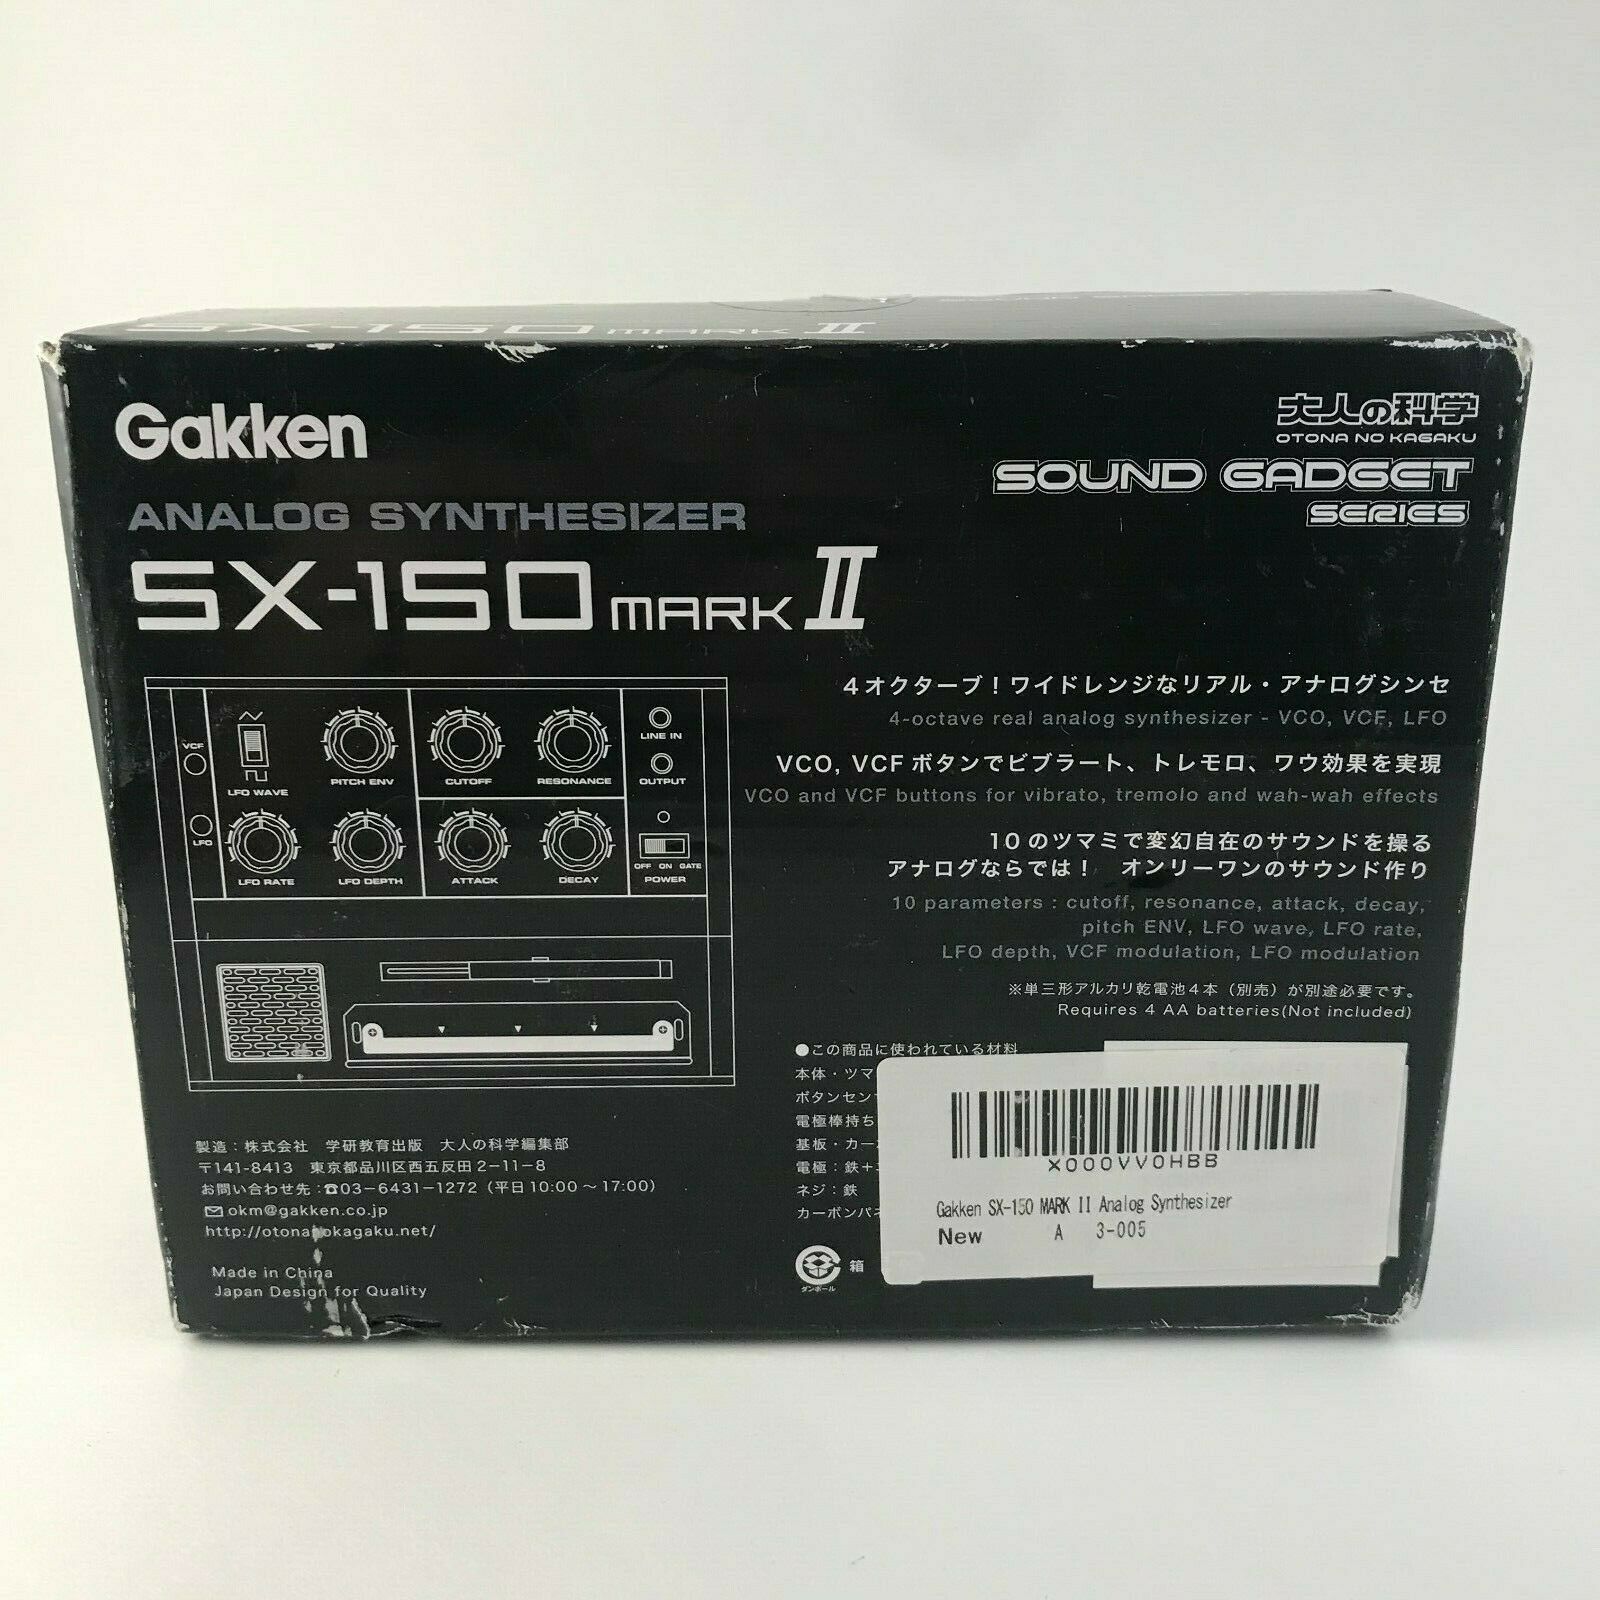 SX-150 MARK II
Gakken
大人の科学
OTONA NO KAGAKU
SOUND GADGET
SERIES
ANALOG SYNTHESIZER
SX-150 MARK II
VCF
LFO
LFO WAVE
PITCH ENV
CUTOFF
RESONANCE
LINE IN
OUTPUT
LFO RATE
LFO DEPTH
ATTACK
DECAY
OFF ON GATE
POWER
4オクターブ!ワイドレンジなリアル・アナログシンセ
4-octave real analog synthesizer - VCO, VCF, LFO
VCO, VCFボタンでビブラート、トレモロ、ワウ効果を実現
VCO and VCF buttons for vibrato, tremolo and wah-wah effects
10のツマミで変幻自在のサウンドを操る
アナログならでは! オンリーワンのサウンド作り
10 parameters : cutoff, resonance, attack, decay,
pitch ENV, LFO wave, LFO rate,
LFO depth, VCF modulation, LFO modulation
※単三形アルカリ乾電池4本(別売)が別途必要です。
Requires 4 AA batteries(Not included)
●この商品に使われている材料
本体・ツマ
ボタンセン
電極棒持ち
基板・カー
電極:鉄+
ネジ:鉄
カーボンパネ
箱
ダンボール
製造:株式会社 学研教育出版 大人の科学編集部
〒141-8413 東京都品川区西五反田2-11-8
お問い合わせ先:☎03-6431-1272(平日10:00~17:00)
✉okm@gakken.co.jp
http://otonanokagaku.net/
Made in China
Japan Design for Quality
X000VV0HBB
Gakken SX-150 MARK II Analog Synthesizer
New A 3-005